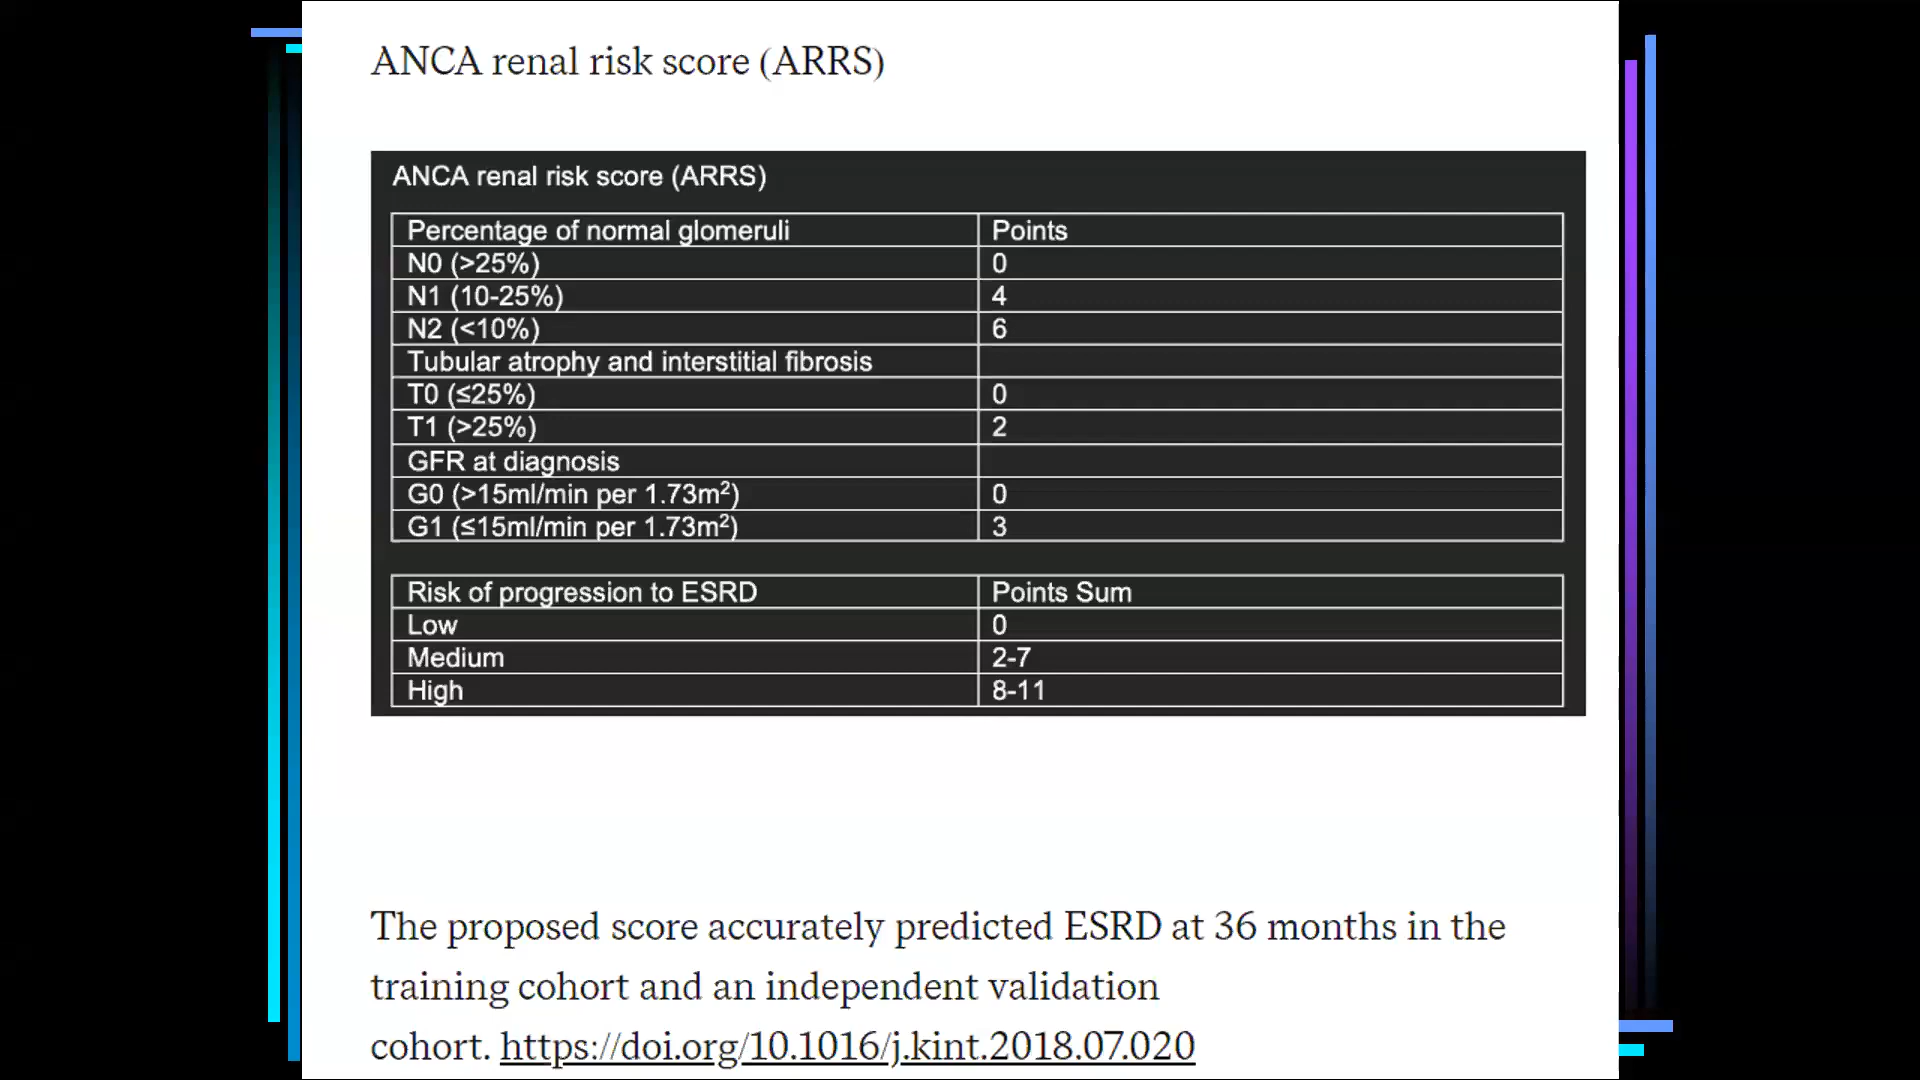 ANCA renal risk score (ARRS)
ANCA renal risk score (ARRS)
Percentage of normal glomeruli Points
N0 (>25%) 0
N1 (10-25%) 4
N2 (<10%) 6
Tubular atrophy and interstitial fibrosis
T0 (≤25%) 0
T1 (>25%) 2
GFR at diagnosis
G0 (>15ml/min per 1.73m²) 0
G1 (≤15ml/min per 1.73m²) 3
Risk of progression to ESRD Points Sum
Low 0
Medium 2-7
High 8-11
The proposed score accurately predicted ESRD at 36 months in the
training cohort and an independent validation
cohort. https://doi.org/10.1016/j.kint.2018.07.020